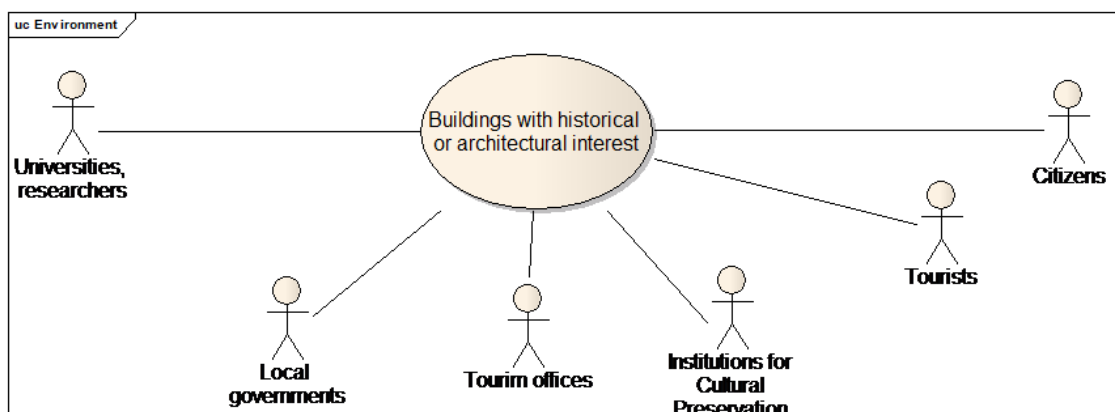 uc Environment
Buildings with historical
or architectural interest
Universities,
researchers
Citizens
Tourists
Local
governments
Tourim offices
Institutions for
Cultural
Preservation